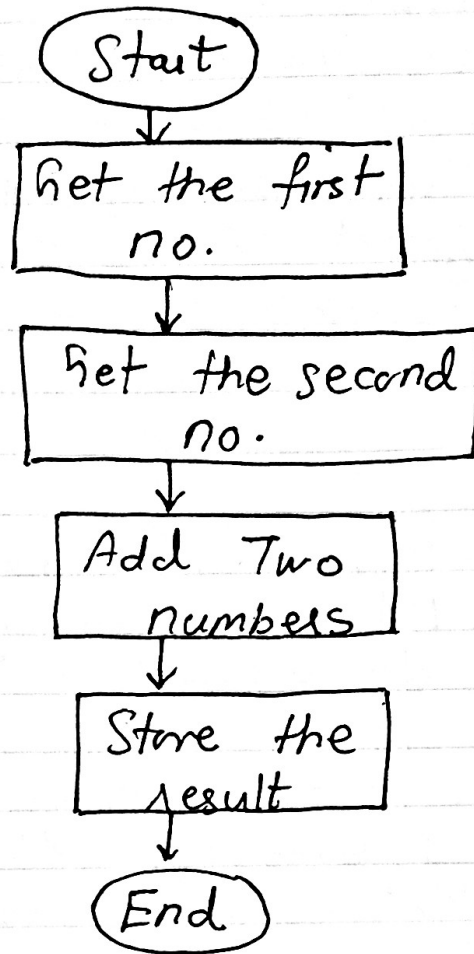 Start
Get the first
no.
Get the second
no.
Add Two
numbers
Store the
result
End